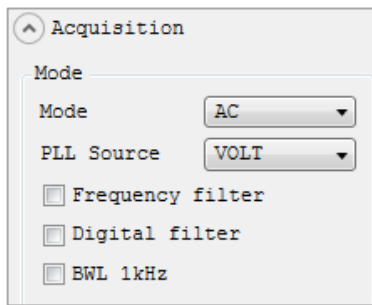 Acquisition
Mode
Mode AC
PLL Source VOLT
Frequency filter
Digital filter
BWL 1kHz